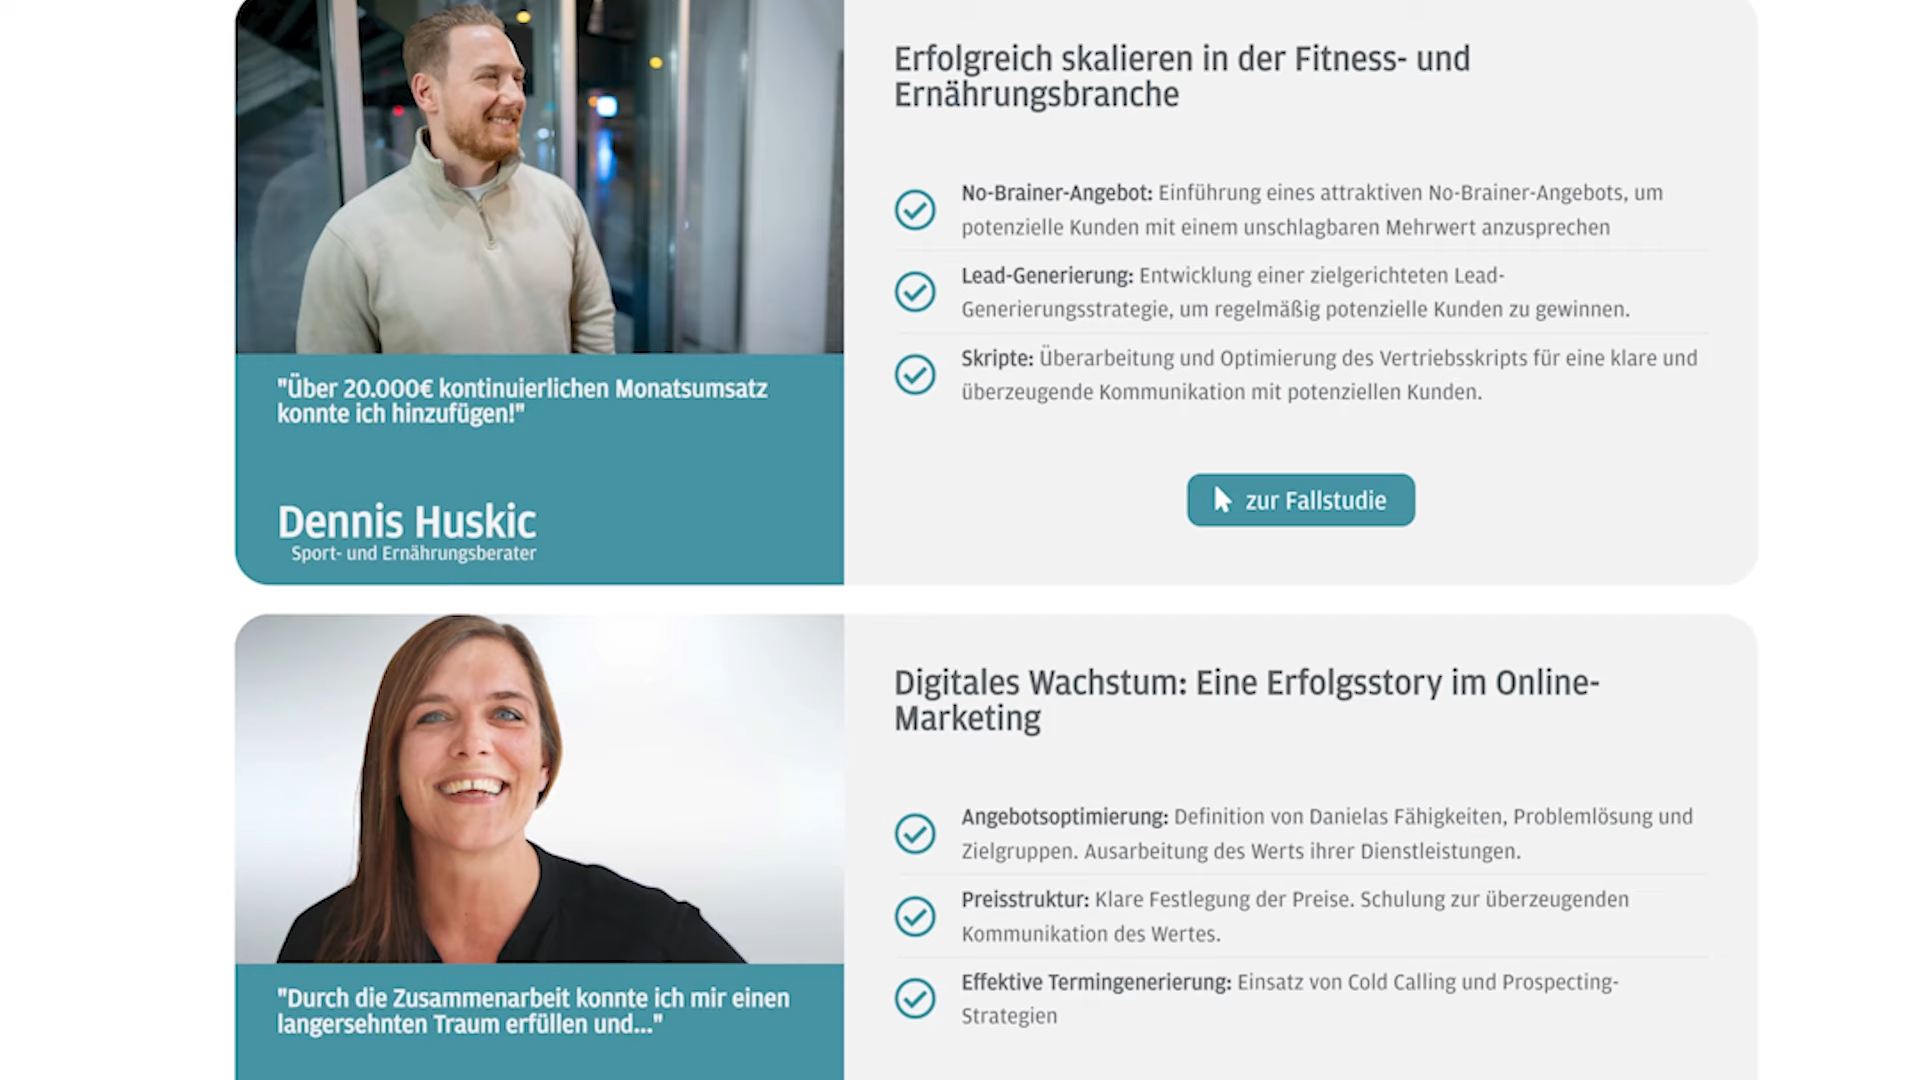 Erfolgreich skalieren in der Fitness- und
Ernährungsbranche
No-Brainer-Angebot: Einführung eines attraktiven No-Brainer-Angebots, um
potenzielle Kunden mit einem unschlagbaren Mehrwert anzusprechen
Lead-Generierung: Entwicklung einer zielgerichteten Lead-
Generierungsstrategie, um regelmäßig potenzielle Kunden zu gewinnen.
Skripte: Überarbeitung und Optimierung des Vertriebsskripts für eine klare und
überzeugende Kommunikation mit potenziellen Kunden.
zur Fallstudie
"Über 20.000€ kontinuierlichen Monatsumsatz
konnte ich hinzufügen!"
Dennis Huskic
Sport- und Ernährungsberater
Digitales Wachstum: Eine Erfolgsstory im Online-
Marketing
Angebotsoptimierung: Definition von Danielas Fähigkeiten, Problemlösung und
Zielgruppen. Ausarbeitung des Werts ihrer Dienstleistungen.
Preisstruktur: Klare Festlegung der Preise. Schulung zur überzeugenden
Kommunikation des Wertes.
Effektive Termingenerierung: Einsatz von Cold Calling und Prospecting-
Strategien
"Durch die Zusammenarbeit konnte ich mir einen
langersehnten Traum erfüllen und..."